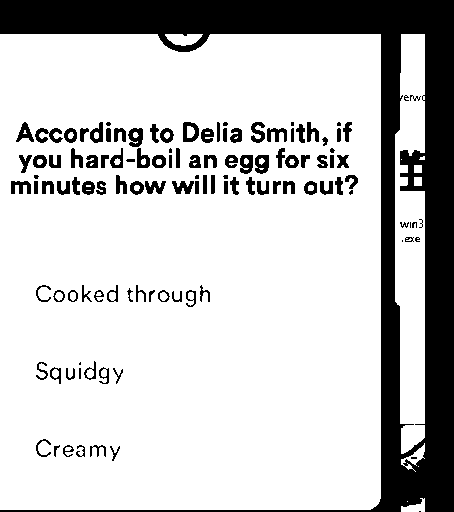 According to Delia Smith, if
you hard-boil an egg for six
minutes how will it turn out?
Cooked through
Squidgy
Creamy
win3
.exe